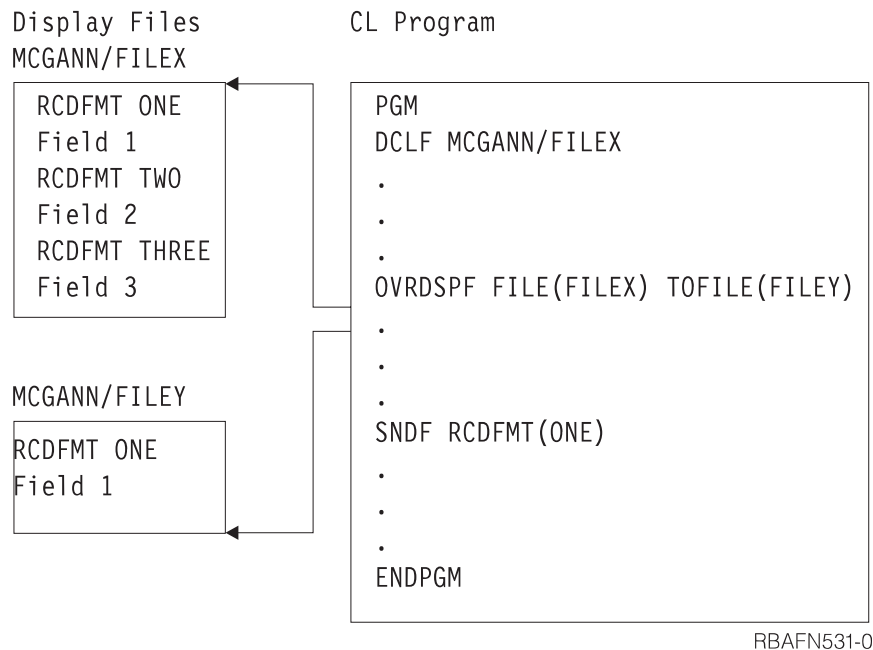 Display Files
MCGANN/FILEX
RCDFMT ONE
Field 1
RCDFMT TWO
Field 2
RCDFMT THREE
Field 3
MCGANN/FILEY
RCDFMT ONE
Field 1
CL Program
PGM
DCLF MCGANN/FILEX
.
.
.
OVRDSPF FILE(FILEX) TOFILE(FILEY)
.
.
.
SNDF RCDFMT(ONE)
.
.
.
ENDPGM
RBAFN531-0